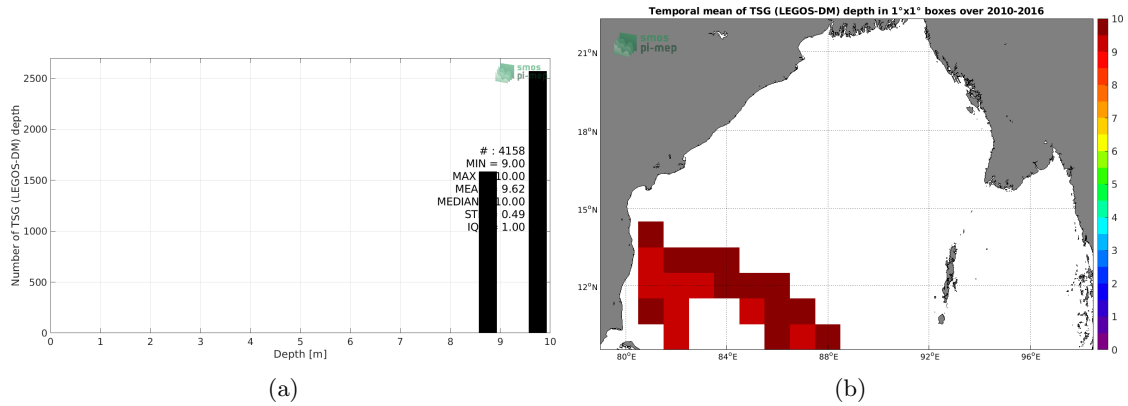 smos
pi-mep
Number of TSG (LEGOS-DM) depth
2500
2000
1500
1000
500
0
# : 4158
MIN = 9.00
MAX 10.00
MEA 9.62
MEDIAN 10.00
ST 0.49
IQ 1.00
0 1 2 3 4 5 6 7 8 9 10
Depth [m]
(a)
Temporal mean of TSG (LEGOS-DM) depth in 1°x1° boxes over 2010-2016
smos
pi-mep
21°N
18°N
15°N
12°N
80°E 84°E 88°E 92°E 96°E
10
9
8
7
6
5
4
3
2
1
0
(b)